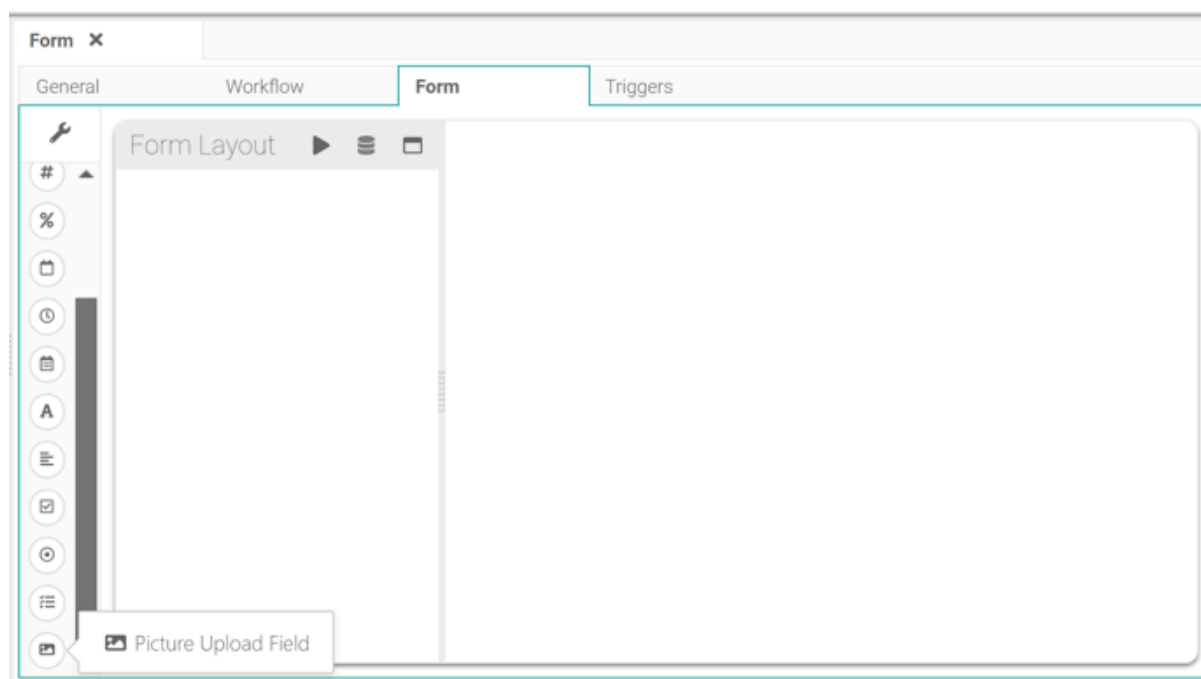 Form
General Workflow Form Triggers
Form Layout
#
%
A
Picture Upload Field